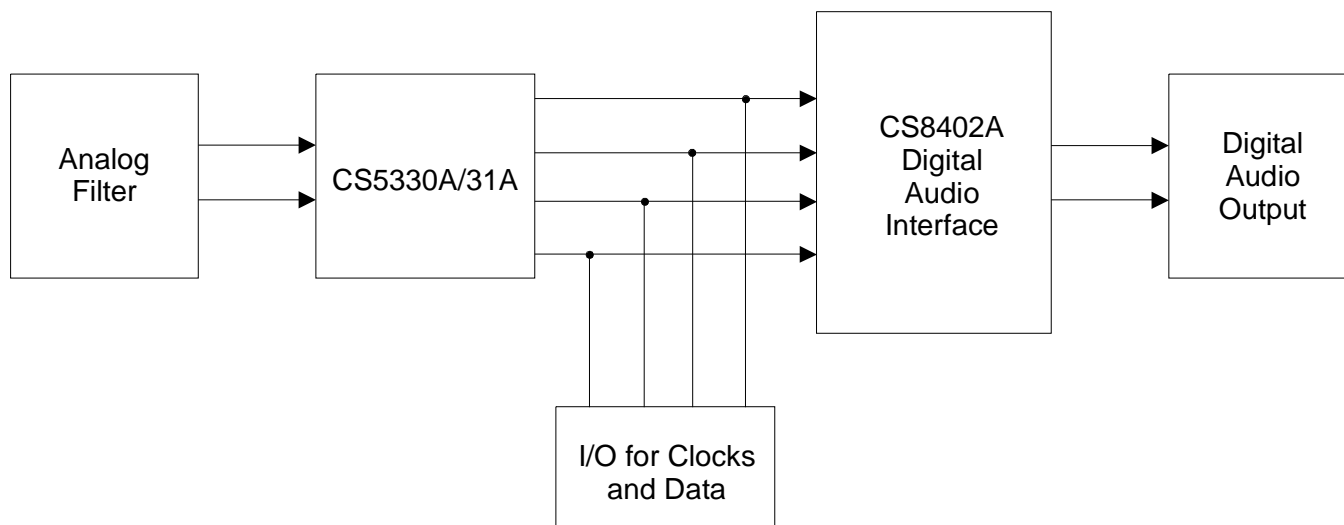 Analog
Filter
CS5330A/31A
CS8402A
Digital
Audio
Interface
Digital
Audio
Output
I/O for Clocks
and Data